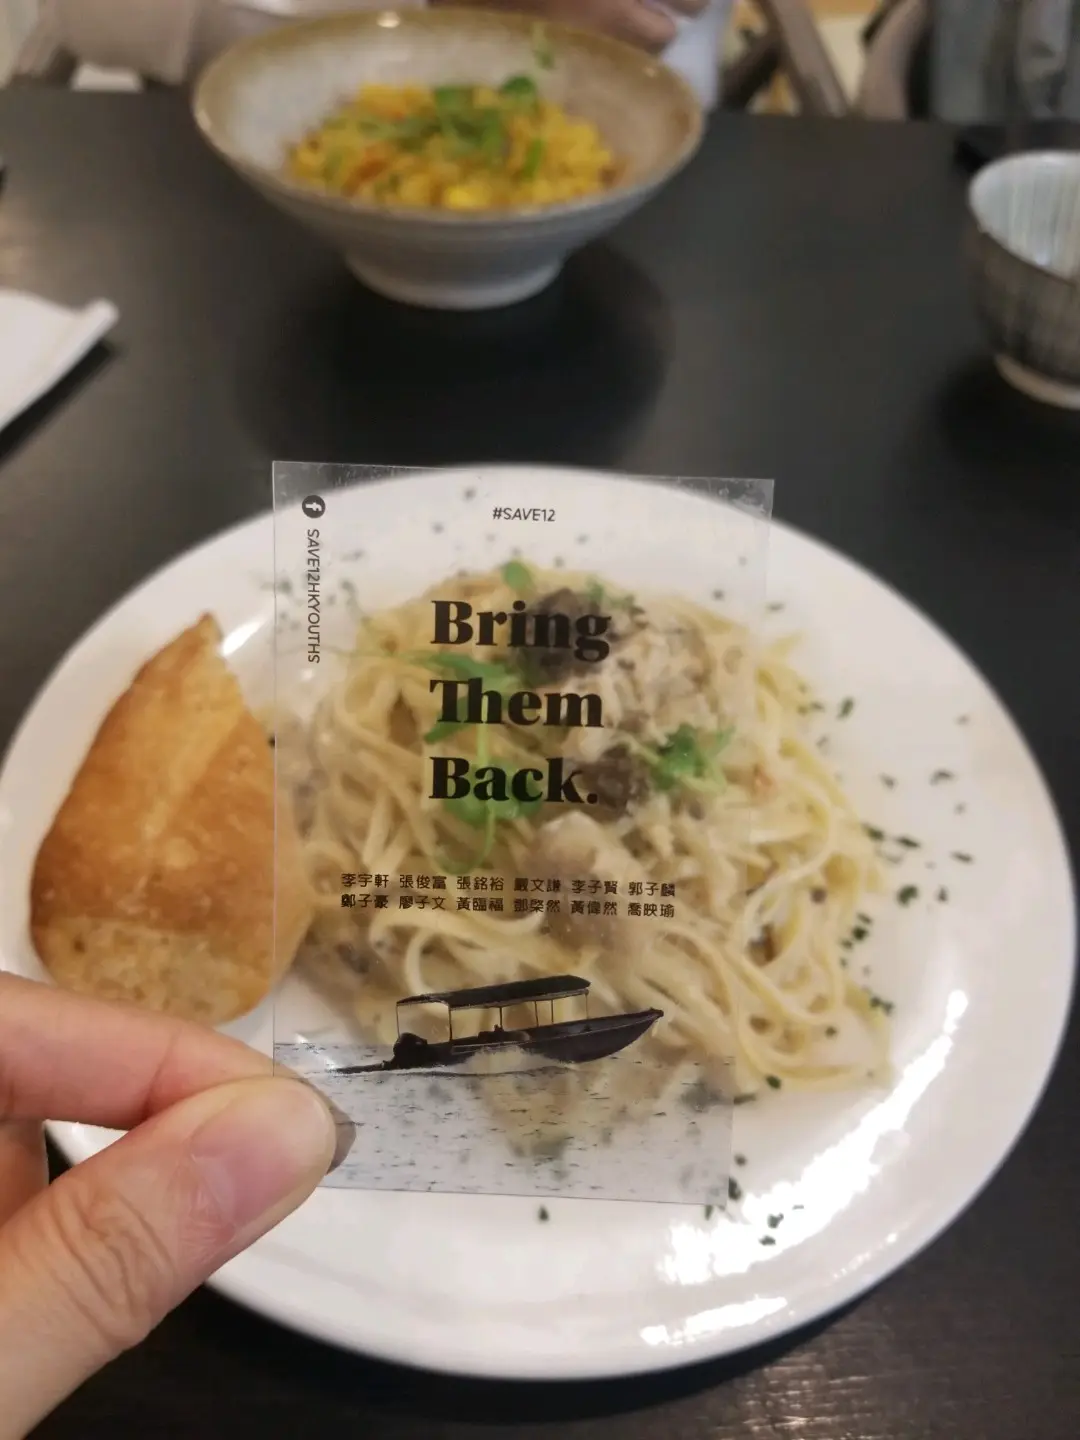 #SAVE12
SAVE12HKYOUTHS
Bring
Them
Back.
李宇軒 張俊富 張銘裕 嚴文謙 李子賢 郭子麟
鄭子豪 廖子文 黃臨福 鄧棨然 黃偉然 喬映瑜